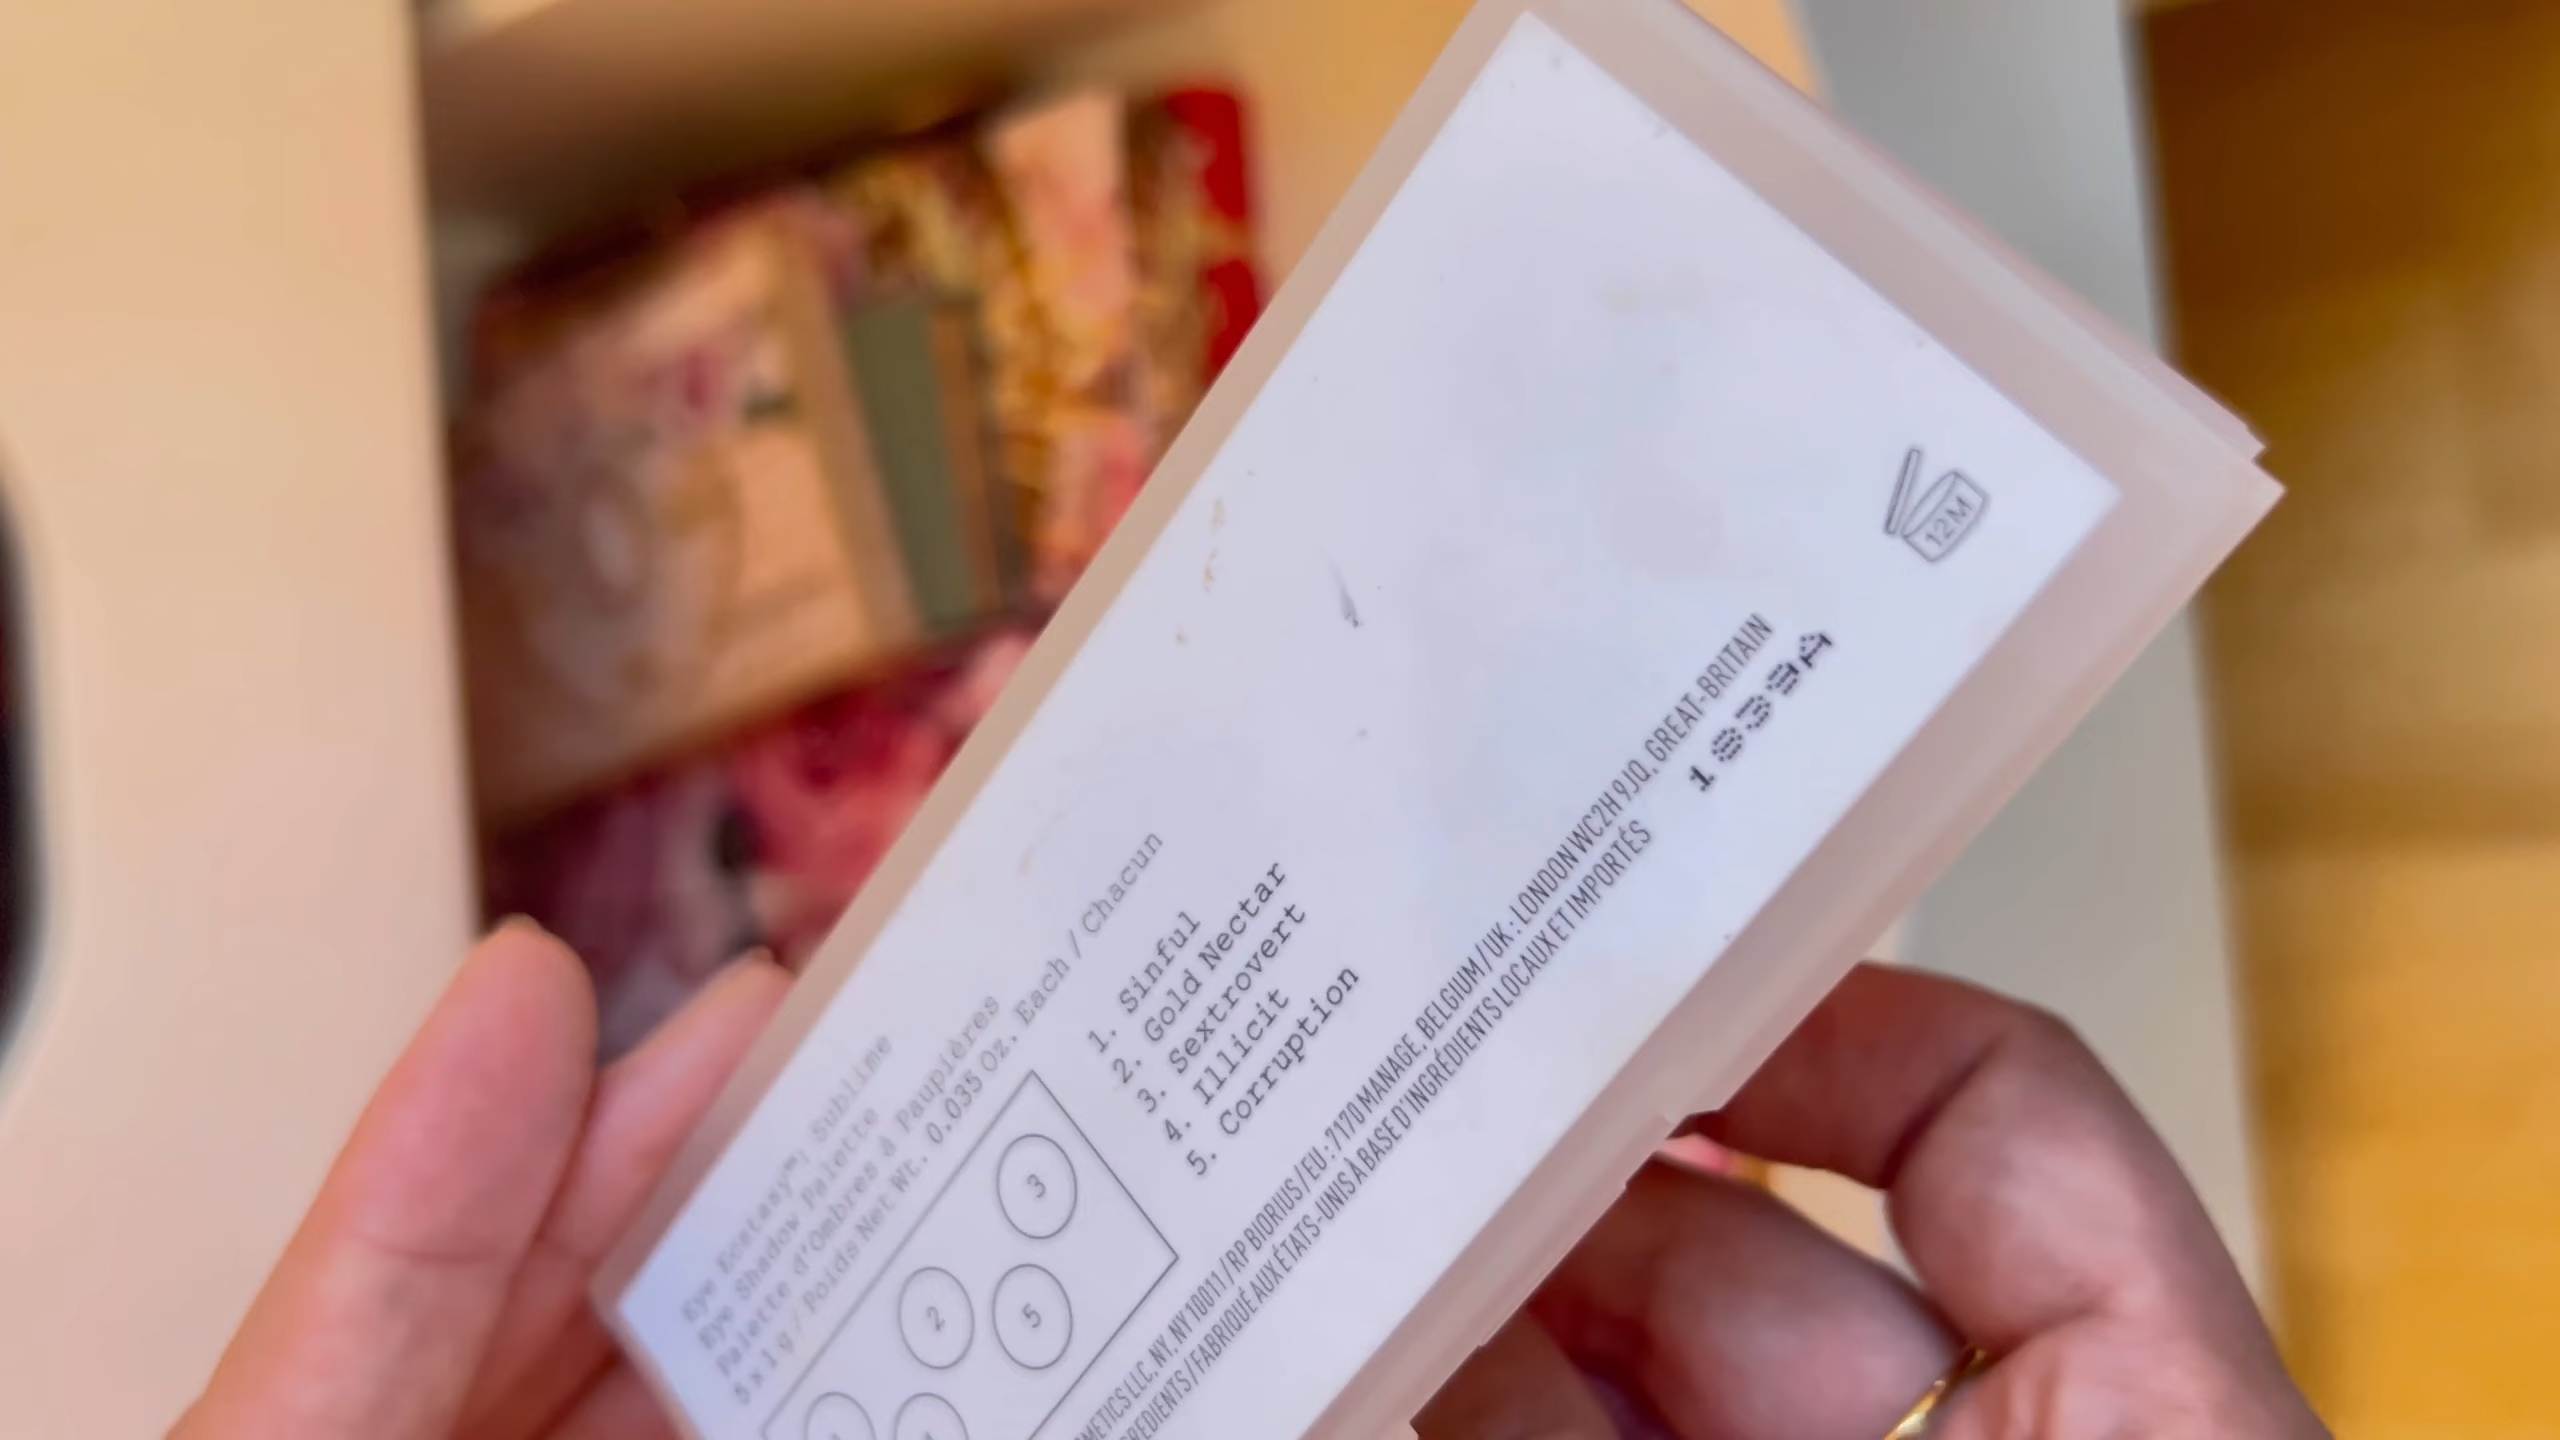 Eye Ecstasy™: Sublime
Eye Shadow Palette
Palette d'Ombres à Paupières
5 x 1 g / Poids Net Wt. 0.035 Oz. Each / Chacun
3
2
5
1. Sinful
2. Gold Nectar
3. Sextrovert
4. Illicit
5. Corruption
LLC, NY, NY 10011 / RP BIORIUS / EU : 7170 MANAGE, BELGIUM / UK : LONDON WC2H 9JQ, GREAT-BRITAIN
/ FABRIQUÉ AUX ÉTATS-UNIS À BASE D'INGRÉDIENTS LOCAUX ET IMPORTÉS
12M